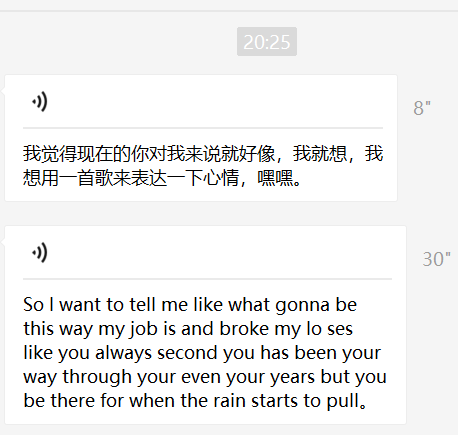 20:25
8"
我觉得现在的你对我来说就好像，我就想，我
想用一首歌来表达一下心情，嘿嘿。
30"
So I want to tell me like what gonna be
this way my job is and broke my lo ses
like you always second you has been your
way through your even your years but you
be there for when the rain starts to pull。